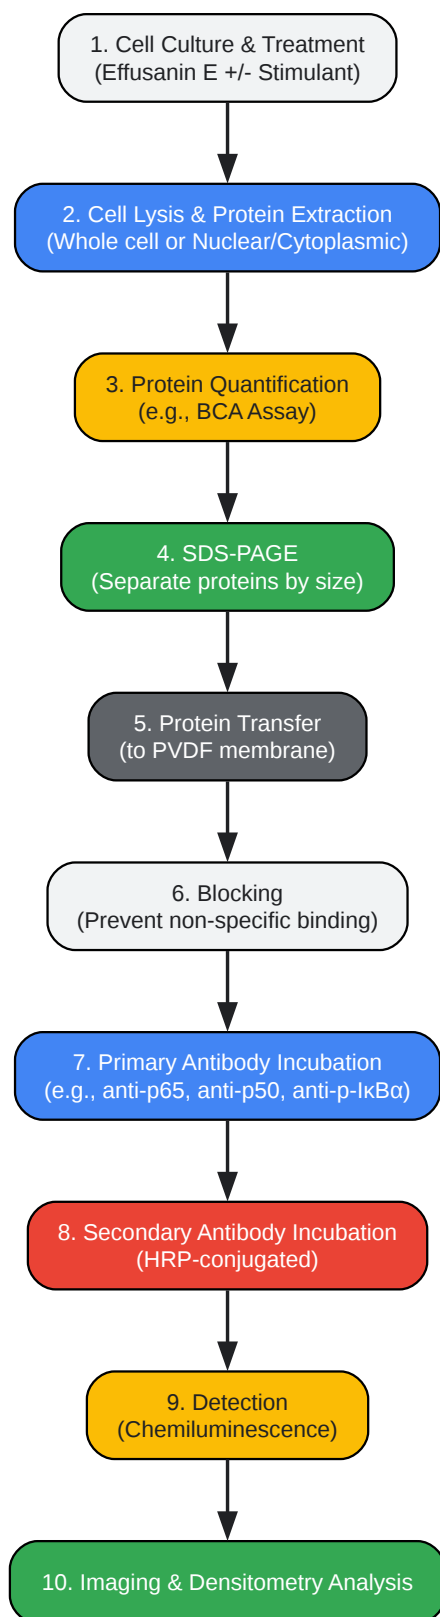 1. Cell Culture & Treatment
(Effusanin E +/- Stimulant)
2. Cell Lysis & Protein Extraction
(Whole cell or Nuclear/Cytoplasmic)
3. Protein Quantification
(e.g., BCA Assay)
4. SDS-PAGE
(Separate proteins by size)
5. Protein Transfer
(to PVDF membrane)
6. Blocking
(Prevent non-specific binding)
7. Primary Antibody Incubation
(e.g., anti-p65, anti-p50, anti-p-IκBα)
8. Secondary Antibody Incubation
(HRP-conjugated)
9. Detection
(Chemiluminescence)
10. Imaging & Densitometry Analysis